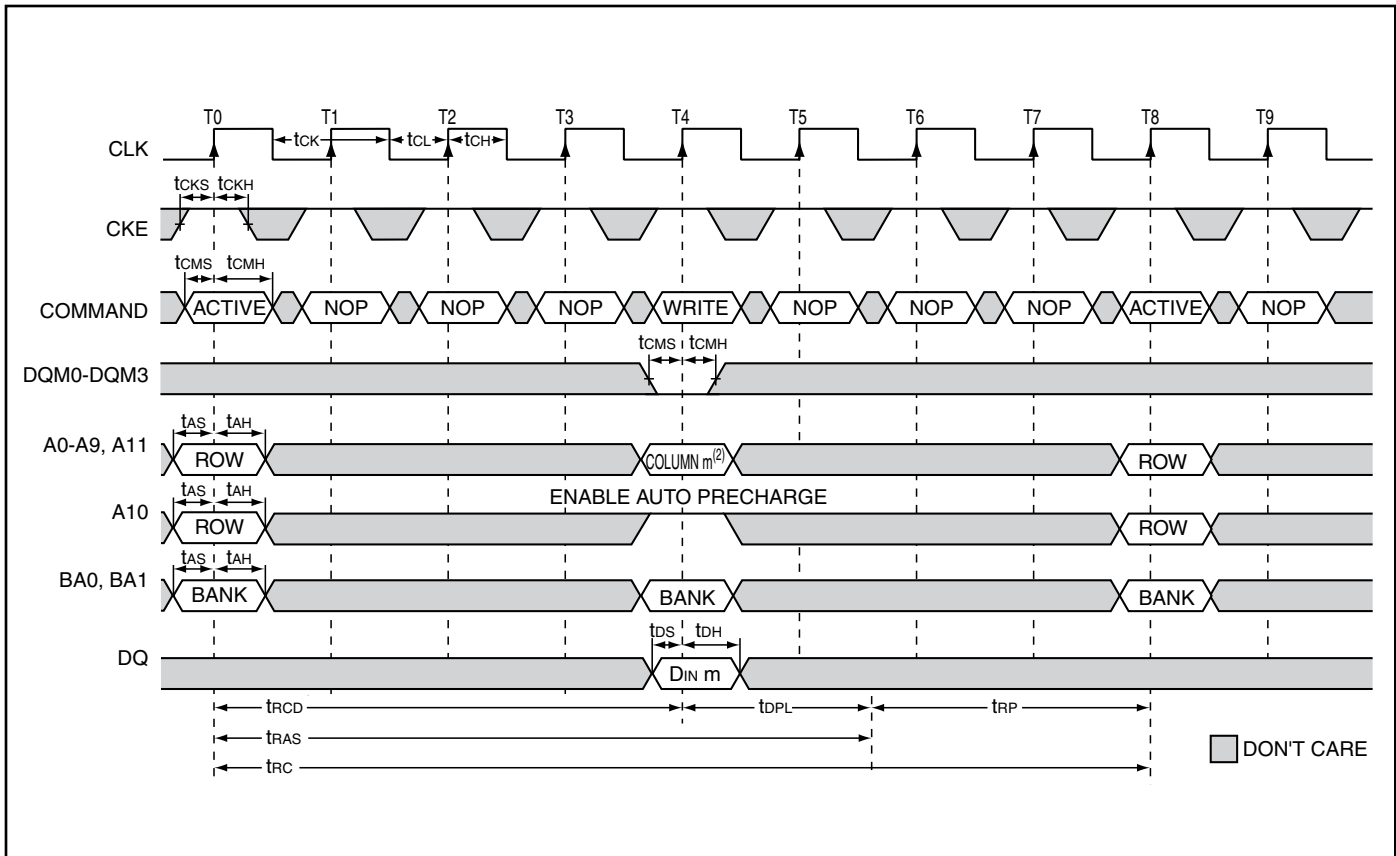 T0 T1 T2 T3 T4 T5 T6 T7 T8 T9
CLK tCK tCL tCH
tCKS tCKH
CKE
tCMS tCMH
COMMAND ACTIVE NOP NOP NOP WRITE NOP NOP NOP ACTIVE NOP
tCMS tCMH
DQM0-DQM3
tAS tAH
A0-A9, A11 ROW COLUMN m(2) ROW
tAS tAH ENABLE AUTO PRECHARGE
A10 ROW ROW
tAS tAH
BA0, BA1 BANK BANK BANK
tDS tDH
DQ DIN m
tRCD tDPL tRP
tRAS
DON'T CARE
tRC